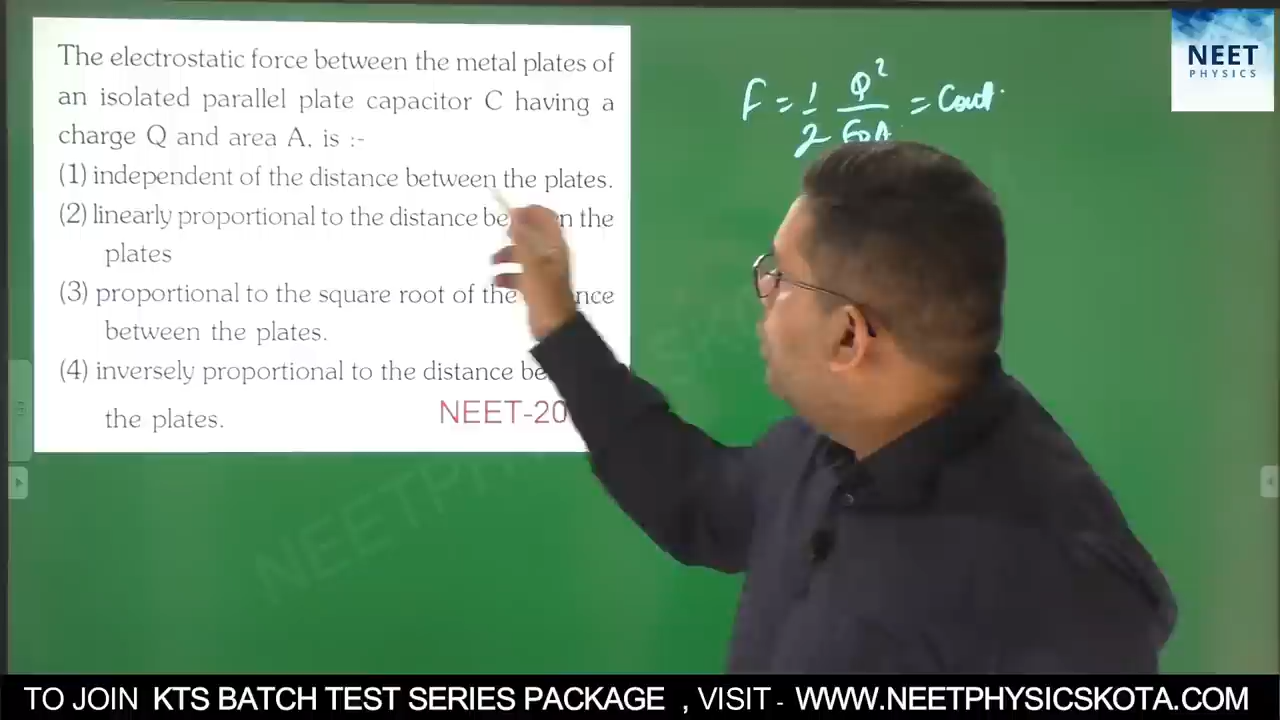 The electrostatic force between the metal plates of
an isolated parallel plate capacitor C having a
charge Q and area A, is :-
(1) independent of the distance between the plates.
(2) linearly proportional to the distance be n the
plates
(3) proportional to the square root of the nce
between the plates.
(4) inversely proportional to the distance be
the plates.
NEET-20
F = 1/2 Q²/ε0A = Const.
NEET
PHYSICS
TO JOIN KTS BATCH TEST SERIES PACKAGE , VISIT - WWW.NEETPHYSICSKOTA.COM